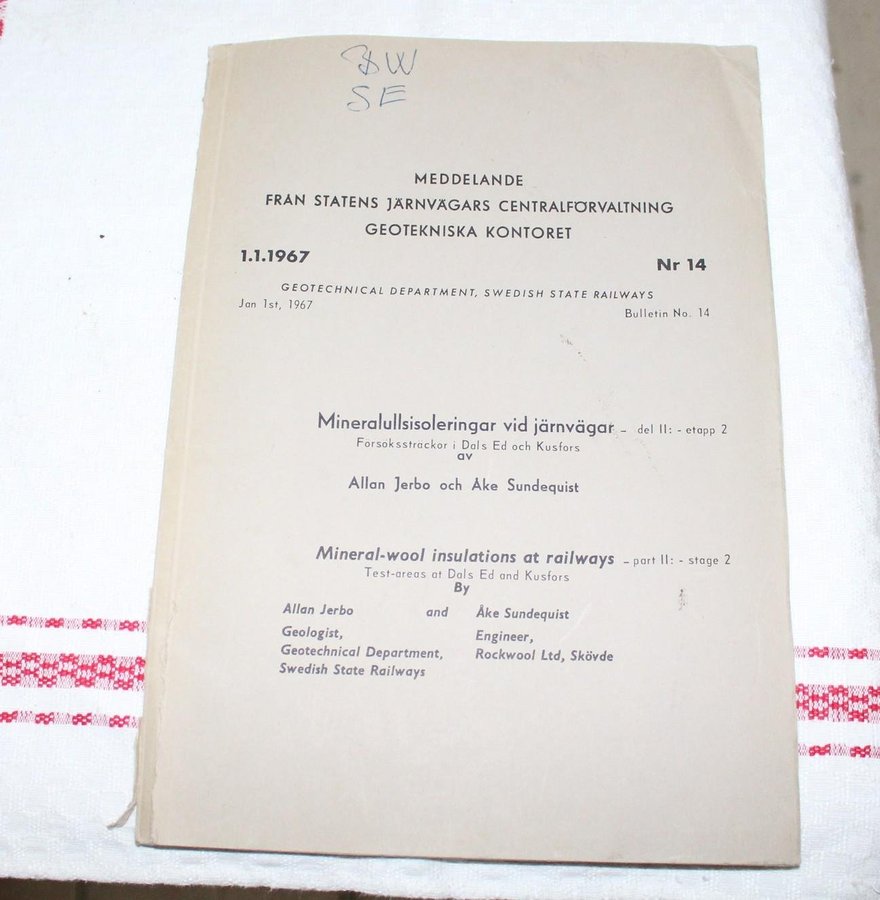 BW
SE
MEDDELANDE
FRAN STATENS JÄRNVÄGARS CENTRALFÖRVALTNING
GEOTEKNISKA KONTORET
1.1.1967 Nr 14
GEOTECHNICAL DEPARTMENT, SWEDISH STATE RAILWAYS
Jan 1st, 1967 Bulletin No. 14
Mineralullsisoleringar vid järnvägar – del II: - etapp 2
Försökssträckor i Dals Ed och Kusfors
av
Allan Jerbo och Åke Sundequist
Mineral-wool insulations at railways – part II: - stage 2
Test-areas at Dals Ed and Kusfors
By
Allan Jerbo and Åke Sundequist
Geologist, Engineer,
Geotechnical Department, Rockwool Ltd, Skövde
Swedish State Railways